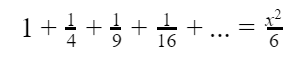 1 + 1/4 + 1/9 + 1/16 + ... = x²/6